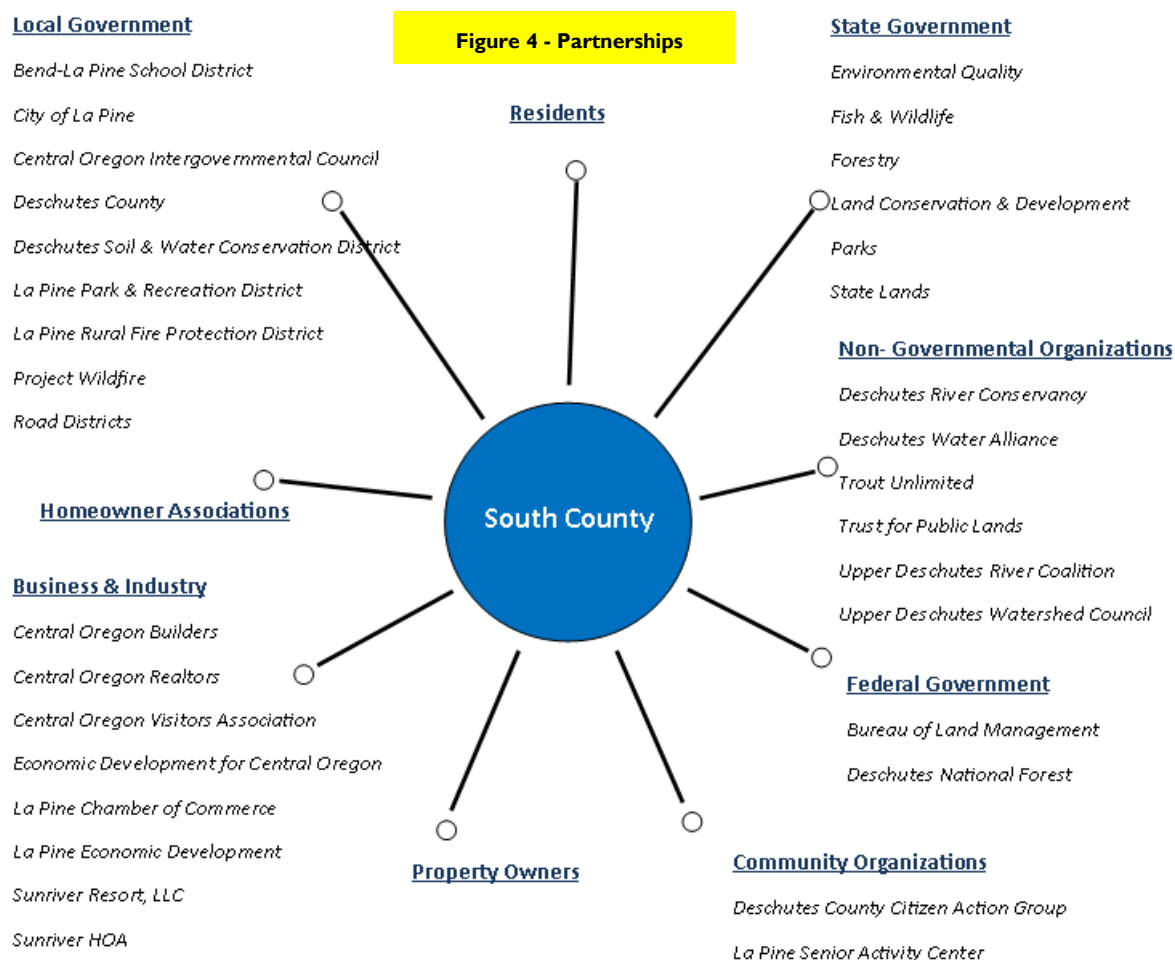 Figure 4 - Partnerships
Local Government
Bend-La Pine School District
City of La Pine
Central Oregon Intergovernmental Council
Deschutes County
Deschutes Soil & Water Conservation District
La Pine Park & Recreation District
La Pine Rural Fire Protection District
Project Wildfire
Road Districts
Homeowner Associations
Business & Industry
Central Oregon Builders
Central Oregon Realtors
Central Oregon Visitors Association
Economic Development for Central Oregon
La Pine Chamber of Commerce
La Pine Economic Development
Sunriver Resort, LLC
Sunriver HOA
Residents
South County
Property Owners
State Government
Environmental Quality
Fish & Wildlife
Forestry
Land Conservation & Development
Parks
State Lands
Non- Governmental Organizations
Deschutes River Conservancy
Deschutes Water Alliance
Trout Unlimited
Trust for Public Lands
Upper Deschutes River Coalition
Upper Deschutes Watershed Council
Federal Government
Bureau of Land Management
Deschutes National Forest
Community Organizations
Deschutes County Citizen Action Group
La Pine Senior Activity Center